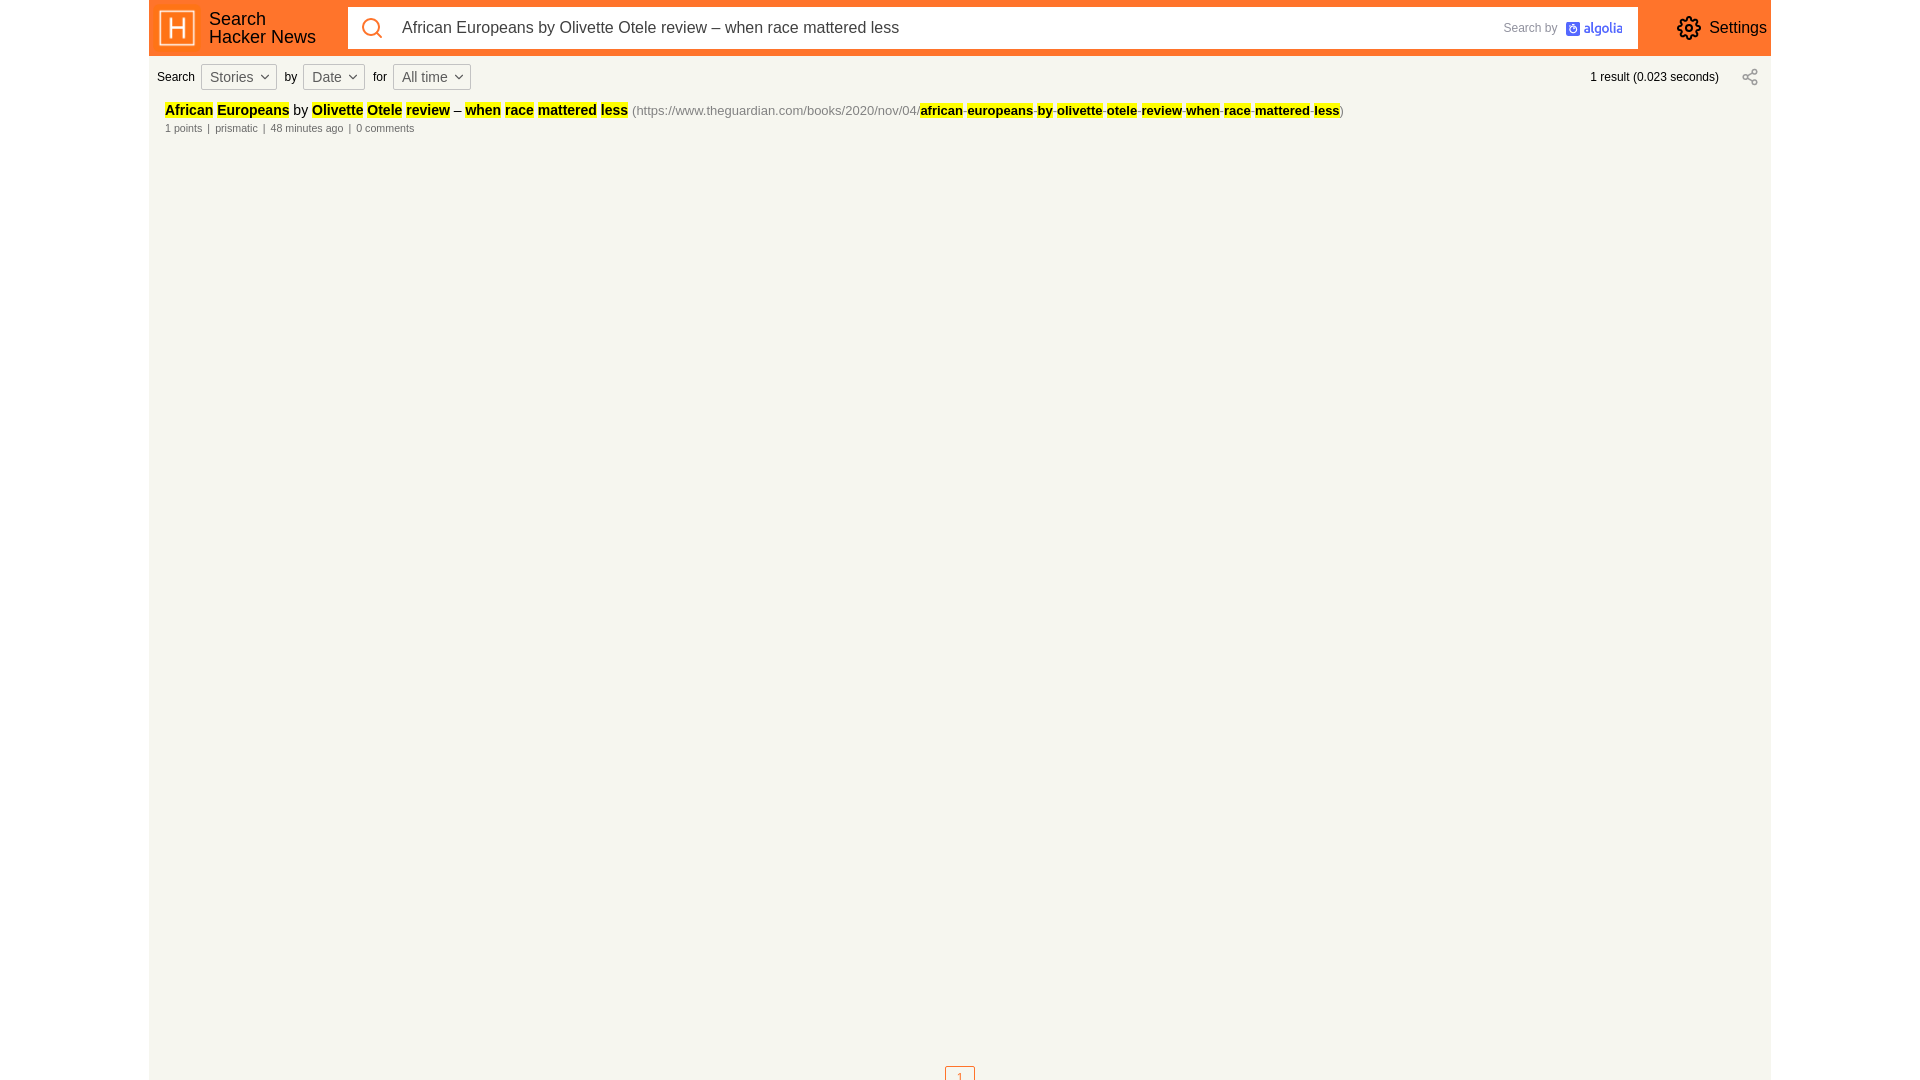 H
Search
Hacker News
African Europeans by Olivette Otele review – when race mattered less
Search by algolia
Settings
Search Stories by Date for All time
1 result (0.023 seconds)
African Europeans by Olivette Otele review – when race mattered less (https://www.theguardian.com/books/2020/nov/04/african-europeans-by-olivette-otele-review-when-race-mattered-less)
1 points | prismatic | 48 minutes ago | 0 comments
1